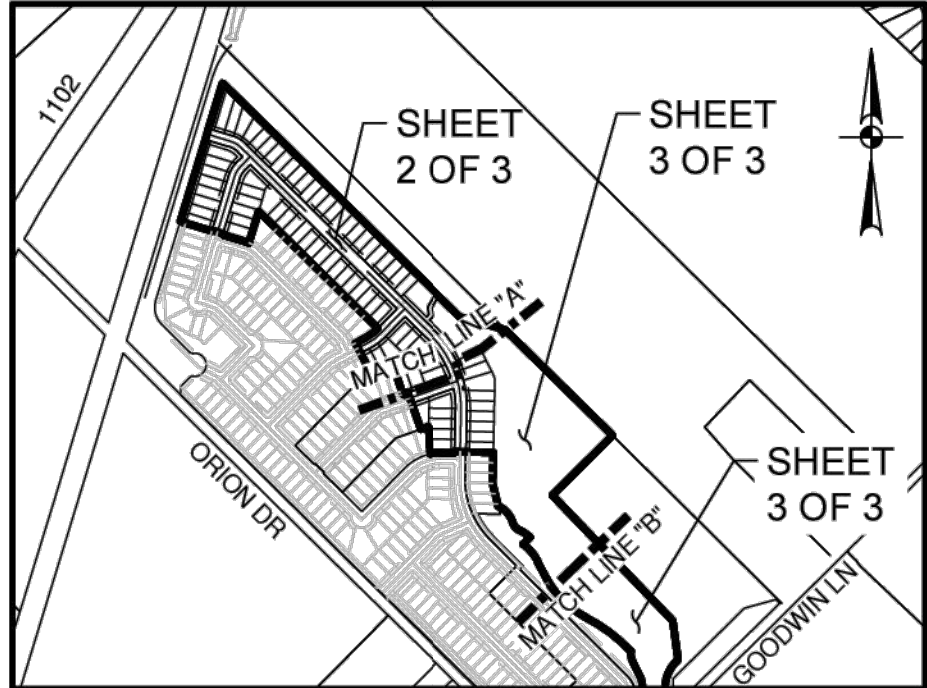 1102
SHEET
2 OF 3
SHEET
3 OF 3
MATCH LINE "A"
ORION DR
SHEET
3 OF 3
MATCH LINE "B"
GOODWIN LN